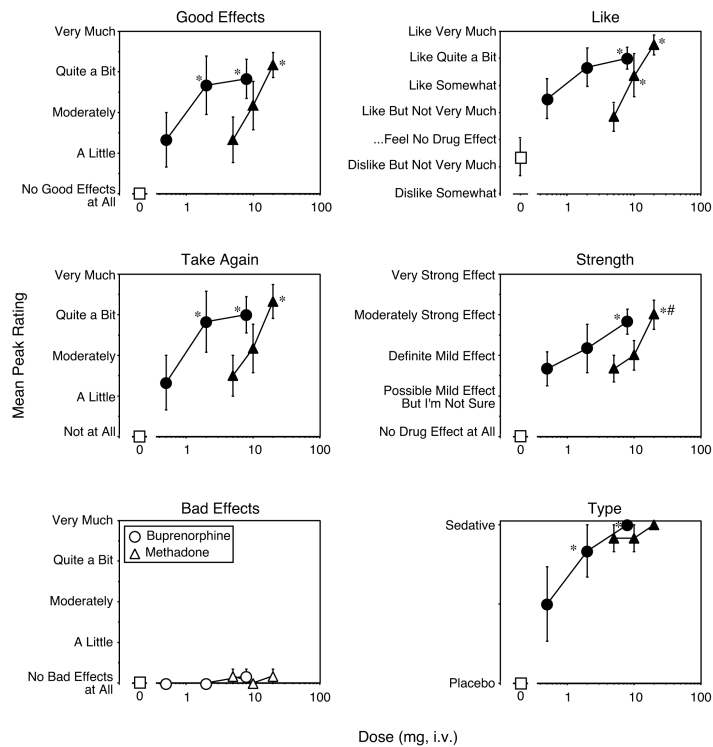 Good Effects
Very Much
Quite a Bit
Moderately
A Little
No Good Effects
at All
*
*
*
0
1
10
100
Like
Like Very Much
Like Quite a Bit
Like Somewhat
Like But Not Very Much
...Feel No Drug Effect
Dislike But Not Very Much
Dislike Somewhat
*
*
*
0
1
10
100
Take Again
Very Much
Quite a Bit
Moderately
A Little
Not at All
*
*
*
0
1
10
100
Strength
Very Strong Effect
Moderately Strong Effect
Definite Mild Effect
Possible Mild Effect
But I'm Not Sure
No Drug Effect at All
*
*#
0
1
10
100
Bad Effects
Very Much
Quite a Bit
Moderately
A Little
No Bad Effects
at All
Buprenorphine
Methadone
0
1
10
100
Type
Sedative
Placebo
*
*
0
1
10
100
Mean Peak Rating
Dose (mg, i.v.)